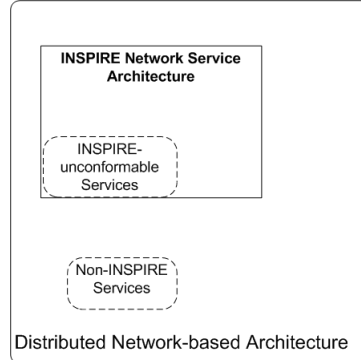 INSPIRE Network Service
Architecture
INSPIRE-
unconformable
Services
Non-INSPIRE
Services
Distributed Network-based Architecture